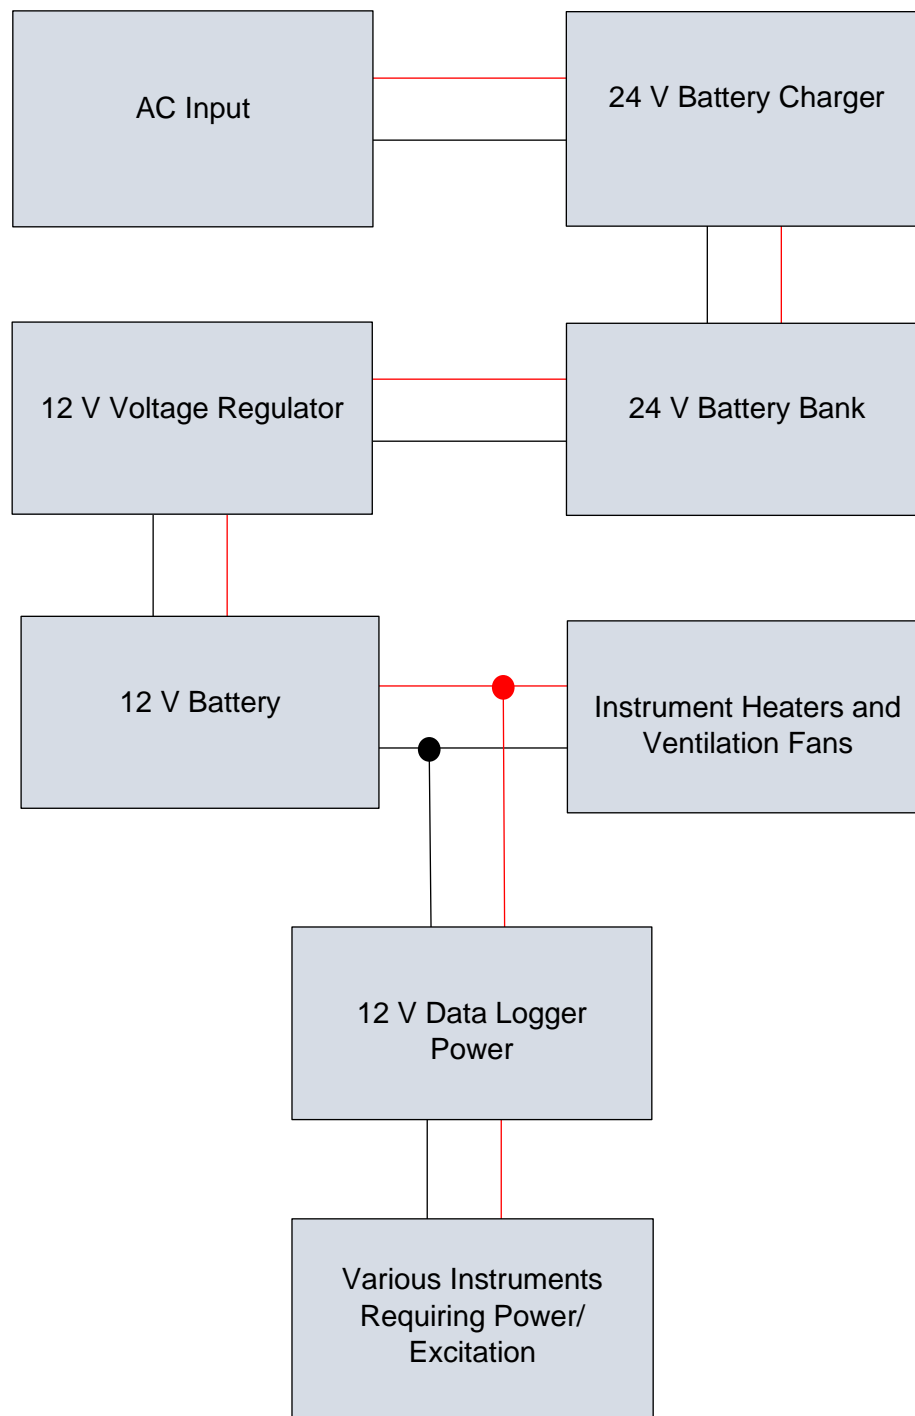 AC Input
24 V Battery Charger
12 V Voltage Regulator
24 V Battery Bank
12 V Battery
Instrument Heaters and
Ventilation Fans
12 V Data Logger
Power
Various Instruments
Requiring Power/
Excitation